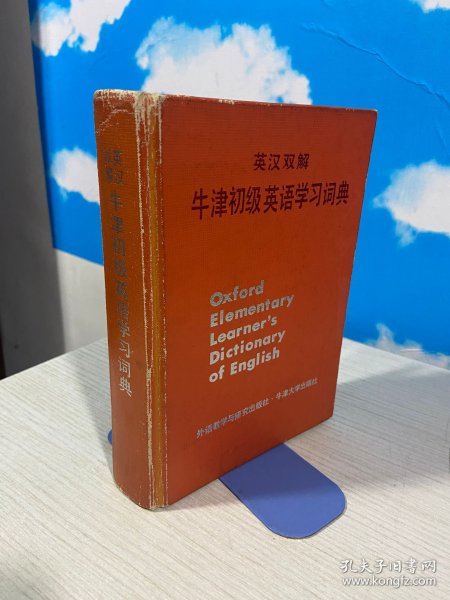 英汉双解
牛津初级英语学习词典
Oxford
Elementary
Learner's
Dictionary
of English
外语教学与研究出版社·牛津大学出版社
英汉双解
牛津初级英语学习词典
孔夫子旧书网
www.kongfz.com